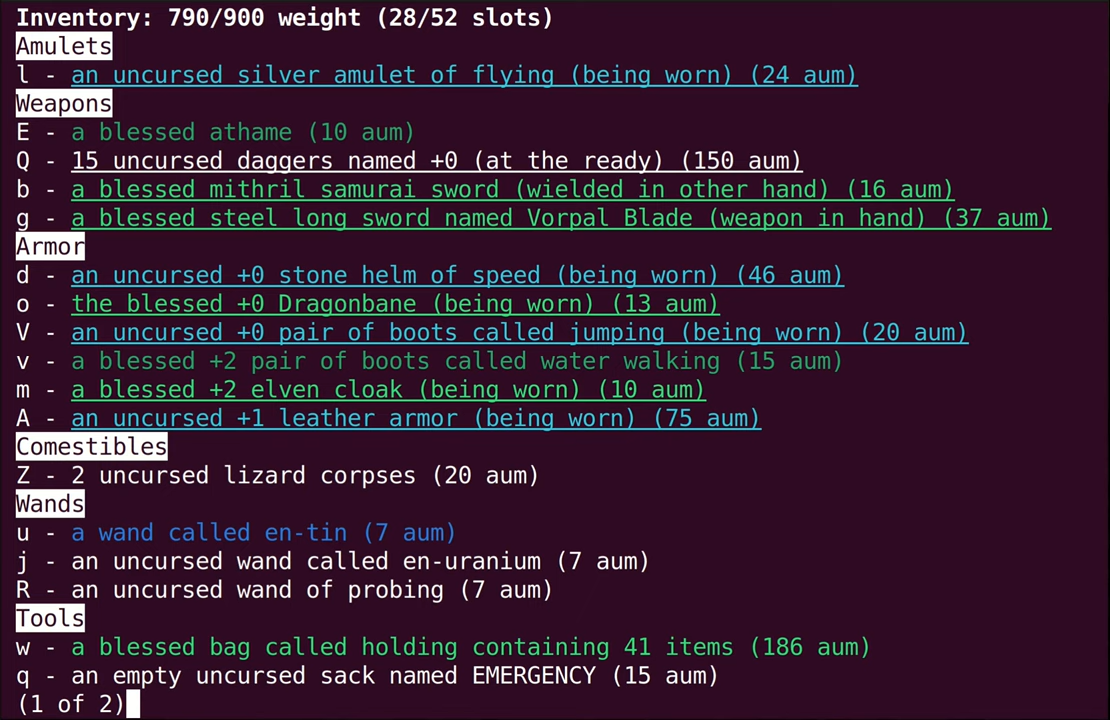 Inventory: 790/900 weight (28/52 slots)
Amulets
l - an uncursed silver amulet of flying (being worn) (24 aum)
Weapons
E - a blessed athame (10 aum)
Q - 15 uncursed daggers named +0 (at the ready) (150 aum)
b - a blessed mithril samurai sword (wielded in other hand) (16 aum)
g - a blessed steel long sword named Vorpal Blade (weapon in hand) (37 aum)
Armor
d - an uncursed +0 stone helm of speed (being worn) (46 aum)
o - the blessed +0 Dragonbane (being worn) (13 aum)
V - an uncursed +0 pair of boots called jumping (being worn) (20 aum)
v - a blessed +2 pair of boots called water walking (15 aum)
m - a blessed +2 elven cloak (being worn) (10 aum)
A - an uncursed +1 leather armor (being worn) (75 aum)
Comestibles
Z - 2 uncursed lizard corpses (20 aum)
Wands
u - a wand called en-tin (7 aum)
j - an uncursed wand called en-uranium (7 aum)
R - an uncursed wand of probing (7 aum)
Tools
w - a blessed bag called holding containing 41 items (186 aum)
q - an empty uncursed sack named EMERGENCY (15 aum)
(1 of 2)